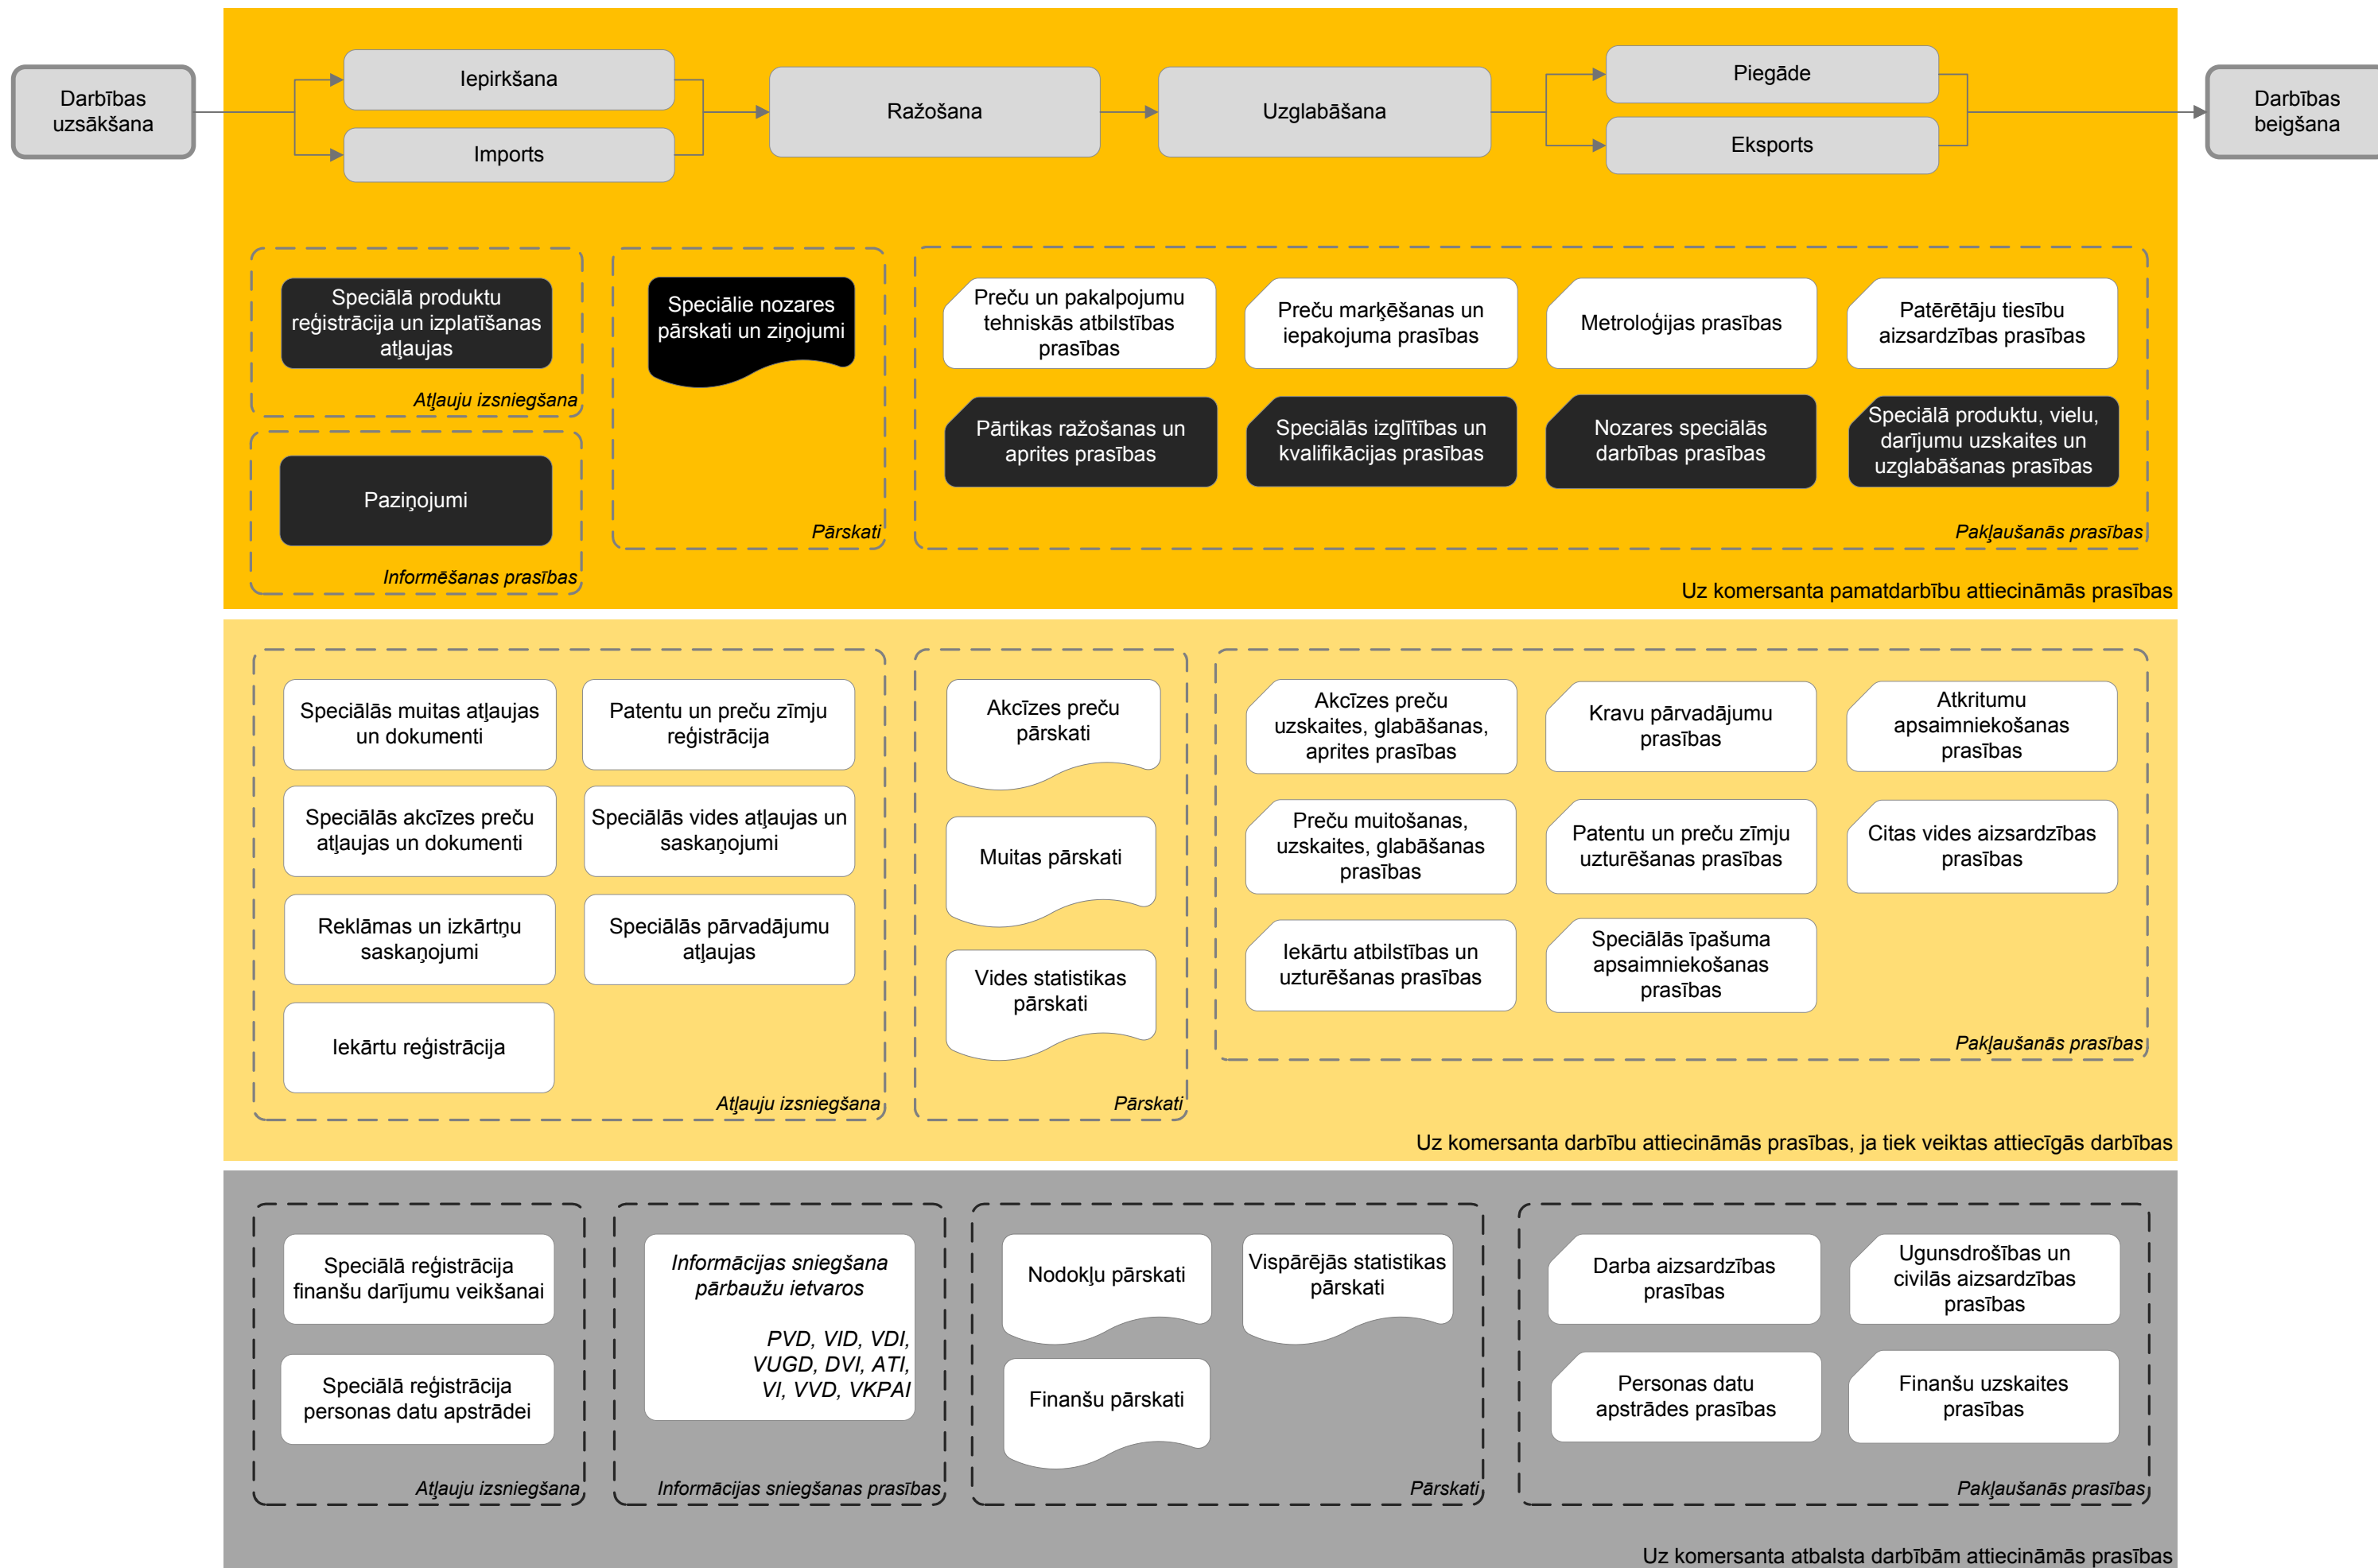 Darbības
uzsākšana
Iepirkšana
Imports
Ražošana
Uzglabāšana
Piegāde
Eksports
Darbības
beigšana
Speciālā produktu
reģistrācija un izplatīšanas
atļaujas
Atļauju izsniegšana
Paziņojumi
Informēšanas prasības
Speciālie nozares
pārskati un ziņojumi
Pārskati
Preču un pakalpojumu
tehniskās atbilstības
prasības
Preču marķēšanas un
iepakojuma prasības
Metroloģijas prasības
Patērētāju tiesību
aizsardzības prasības
Pārtikas ražošanas un
aprites prasības
Speciālās izglītības un
kvalifikācijas prasības
Nozares speciālās
darbības prasības
Speciālā produktu, vielu,
darījumu uzskaites un
uzglabāšanas prasības
Pakļaušanās prasības
Uz komersanta pamatdarbību attiecināmās prasības
Speciālās muitas atļaujas
un dokumenti
Patentu un preču zīmju
reģistrācija
Speciālās akcīzes preču
atļaujas un dokumenti
Speciālās vides atļaujas un
saskaņojumi
Reklāmas un izkārtņu
saskaņojumi
Speciālās pārvadājumu
atļaujas
Iekārtu reģistrācija
Atļauju izsniegšana
Akcīzes preču
pārskati
Muitas pārskati
Vides statistikas
pārskati
Pārskati
Akcīzes preču
uzskaites, glabāšanas,
aprites prasības
Kravu pārvadājumu
prasības
Atkritumu
apsaimniekošanas
prasības
Preču muitošanas,
uzskaites, glabāšanas
prasības
Patentu un preču zīmju
uzturēšanas prasības
Citas vides aizsardzības
prasības
Iekārtu atbilstības un
uzturēšanas prasības
Speciālās īpašuma
apsaimniekošanas
prasības
Pakļaušanās prasības
Uz komersanta darbību attiecināmās prasības, ja tiek veiktas attiecīgās darbības
Speciālā reģistrācija
finanšu darījumu veikšanai
Speciālā reģistrācija
personas datu apstrādei
Atļauju izsniegšana
Informācijas sniegšana
pārbaužu ietvaros
PVD, VID, VDI,
VUGD, DVI, ATI,
VI, VVD, VKPAI
Informācijas sniegšanas prasības
Nodokļu pārskati
Vispārējās statistikas
pārskati
Finanšu pārskati
Pārskati
Darba aizsardzības
prasības
Ugunsdrošības un
civilās aizsardzības
prasības
Personas datu
apstrādes prasības
Finanšu uzskaites
prasības
Pakļaušanās prasības
Uz komersanta atbalsta darbībām attiecināmās prasības